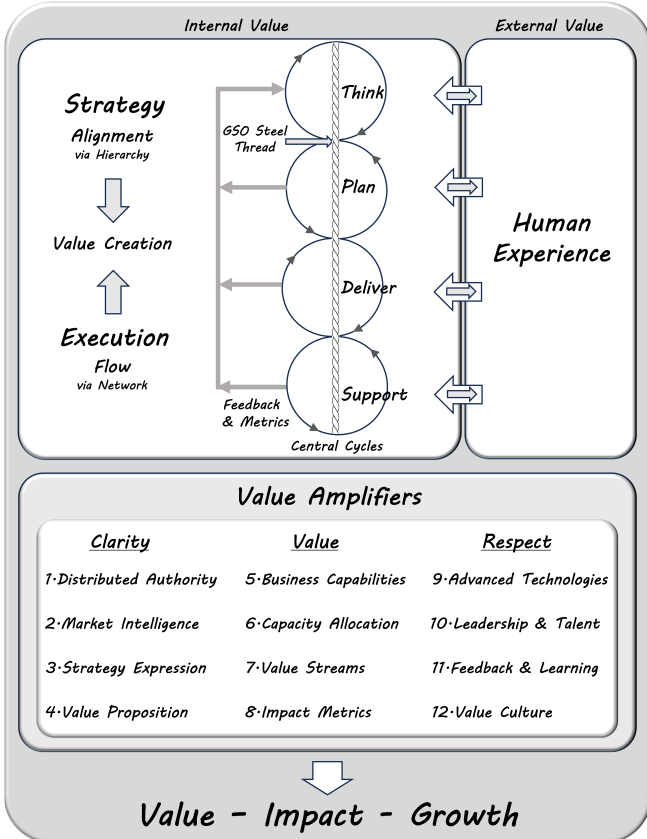 Internal Value
External Value
Strategy
Alignment
via Hierarchy
Value Creation
Execution
Flow
via Network
GSO Steel
Thread
Think
Plan
Deliver
Support
Feedback
& Metrics
Central Cycles
Human
Experience
Value Amplifiers
Clarity
1·Distributed Authority
2·Market Intelligence
3·Strategy Expression
4·Value Proposition
Value
5·Business Capabilities
6·Capacity Allocation
7·Value Streams
8·Impact Metrics
Respect
9·Advanced Technologies
10·Leadership & Talent
11·Feedback & Learning
12·Value Culture
Value – Impact - Growth